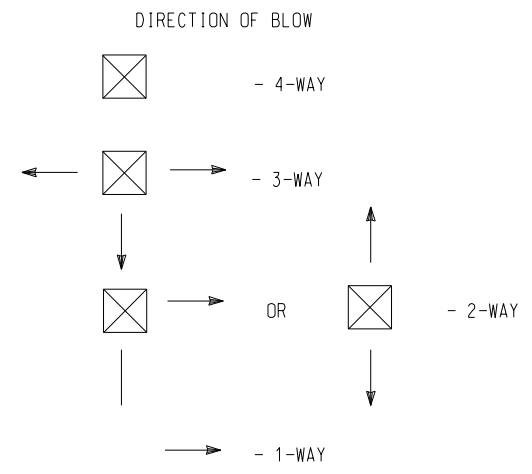 DIRECTION OF BLOW
- 4-WAY
- 3-WAY
OR
- 2-WAY
- 1-WAY